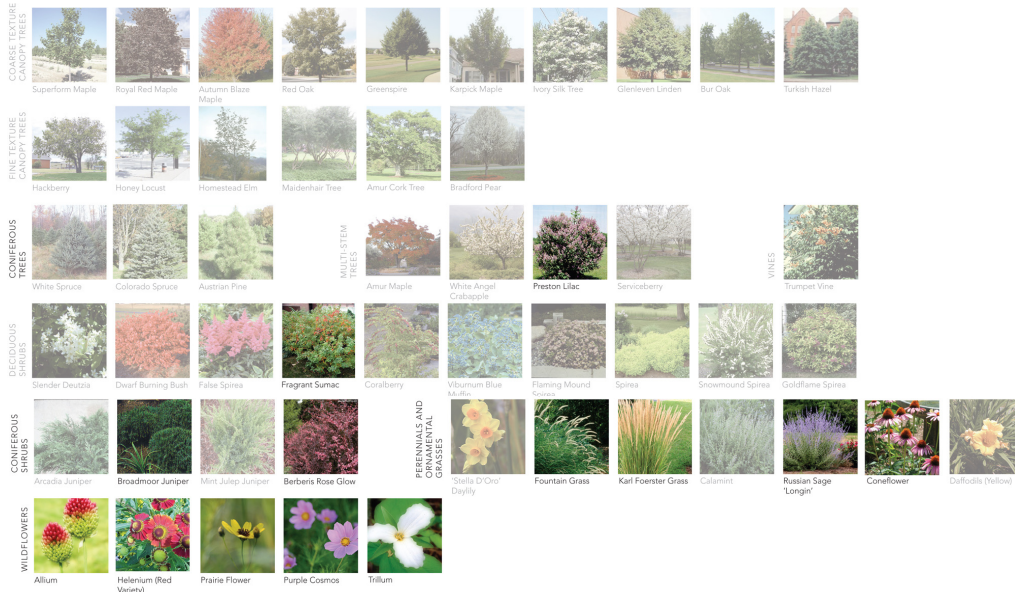 COARSE TEXTURE
CANOPY TREES
Superform Maple
Royal Red Maple
Autumn Blaze
Maple
Red Oak
Greenspire
Karpick Maple
Ivory Silk Tree
Glenleven Linden
Bur Oak
Turkish Hazel
FINE TEXTURE
CANOPY TREES
Hackberry
Honey Locust
Homestead Elm
Maidenhair Tree
Amur Cork Tree
Bradford Pear
CONIFEROUS
TREES
White Spruce
Colorado Spruce
Austrian Pine
MULTI-STEM
TREES
Amur Maple
White Angel
Crabapple
Preston Lilac
Serviceberry
VINES
Trumpet Vine
DECIDUOUS
SHRUBS
Slender Deutzia
Dwarf Burning Bush
False Spirea
Fragrant Sumac
Coralberry
Viburnum Blue
Muffin
Flaming Mound
Spirea
Spirea
Snowmound Spirea
Goldflame Spirea
CONIFEROUS
SHRUBS
Arcadia Juniper
Broadmoor Juniper
Mint Julep Juniper
Berberis Rose Glow
PERENNIALS AND
ORNAMENTAL
GRASSES
'Stella D'Oro'
Daylily
Fountain Grass
Karl Foerster Grass
Calamint
Russian Sage
'Longin'
Coneflower
Daffodils (Yellow)
WILDFLOWERS
Allium
Helenium (Red
Variety)
Prairie Flower
Purple Cosmos
Trillum